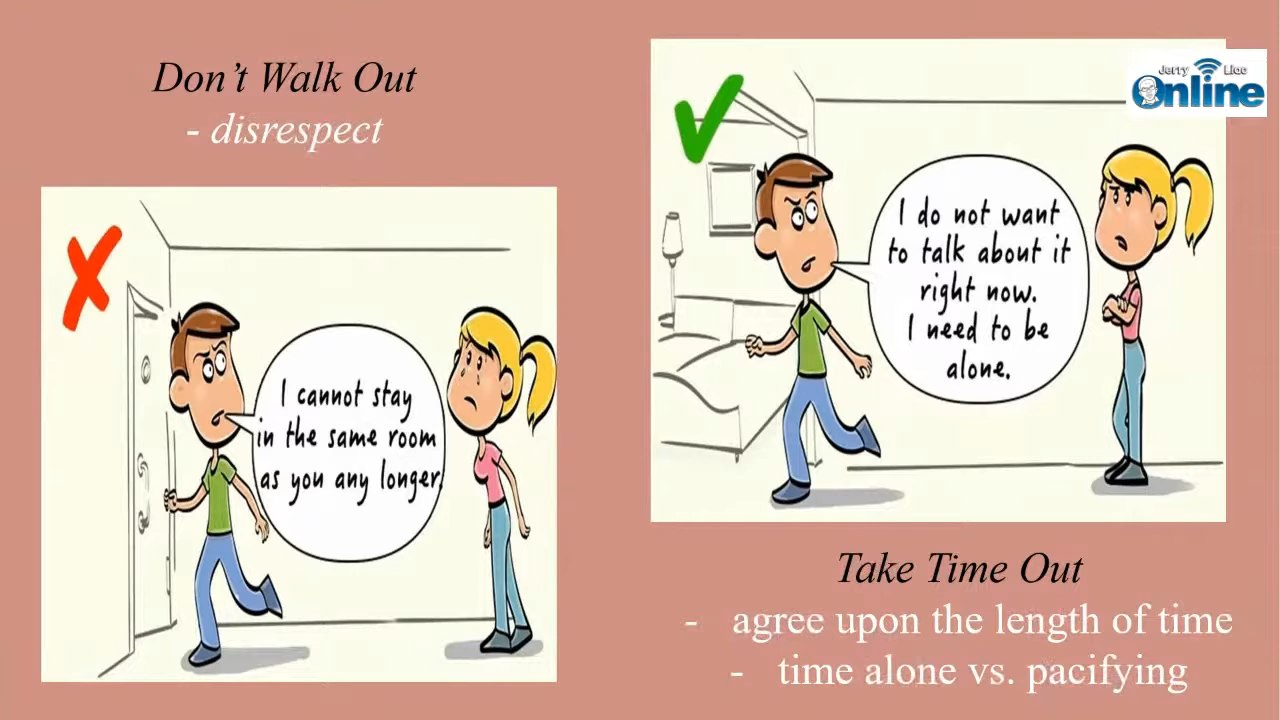 Don't Walk Out
- disrespect
I cannot stay
in the same room
as you any longer.
Jerry Liao
Online
I do not want
to talk about it
right now.
I need to be
alone.
Take Time Out
- agree upon the length of time
- time alone vs. pacifying